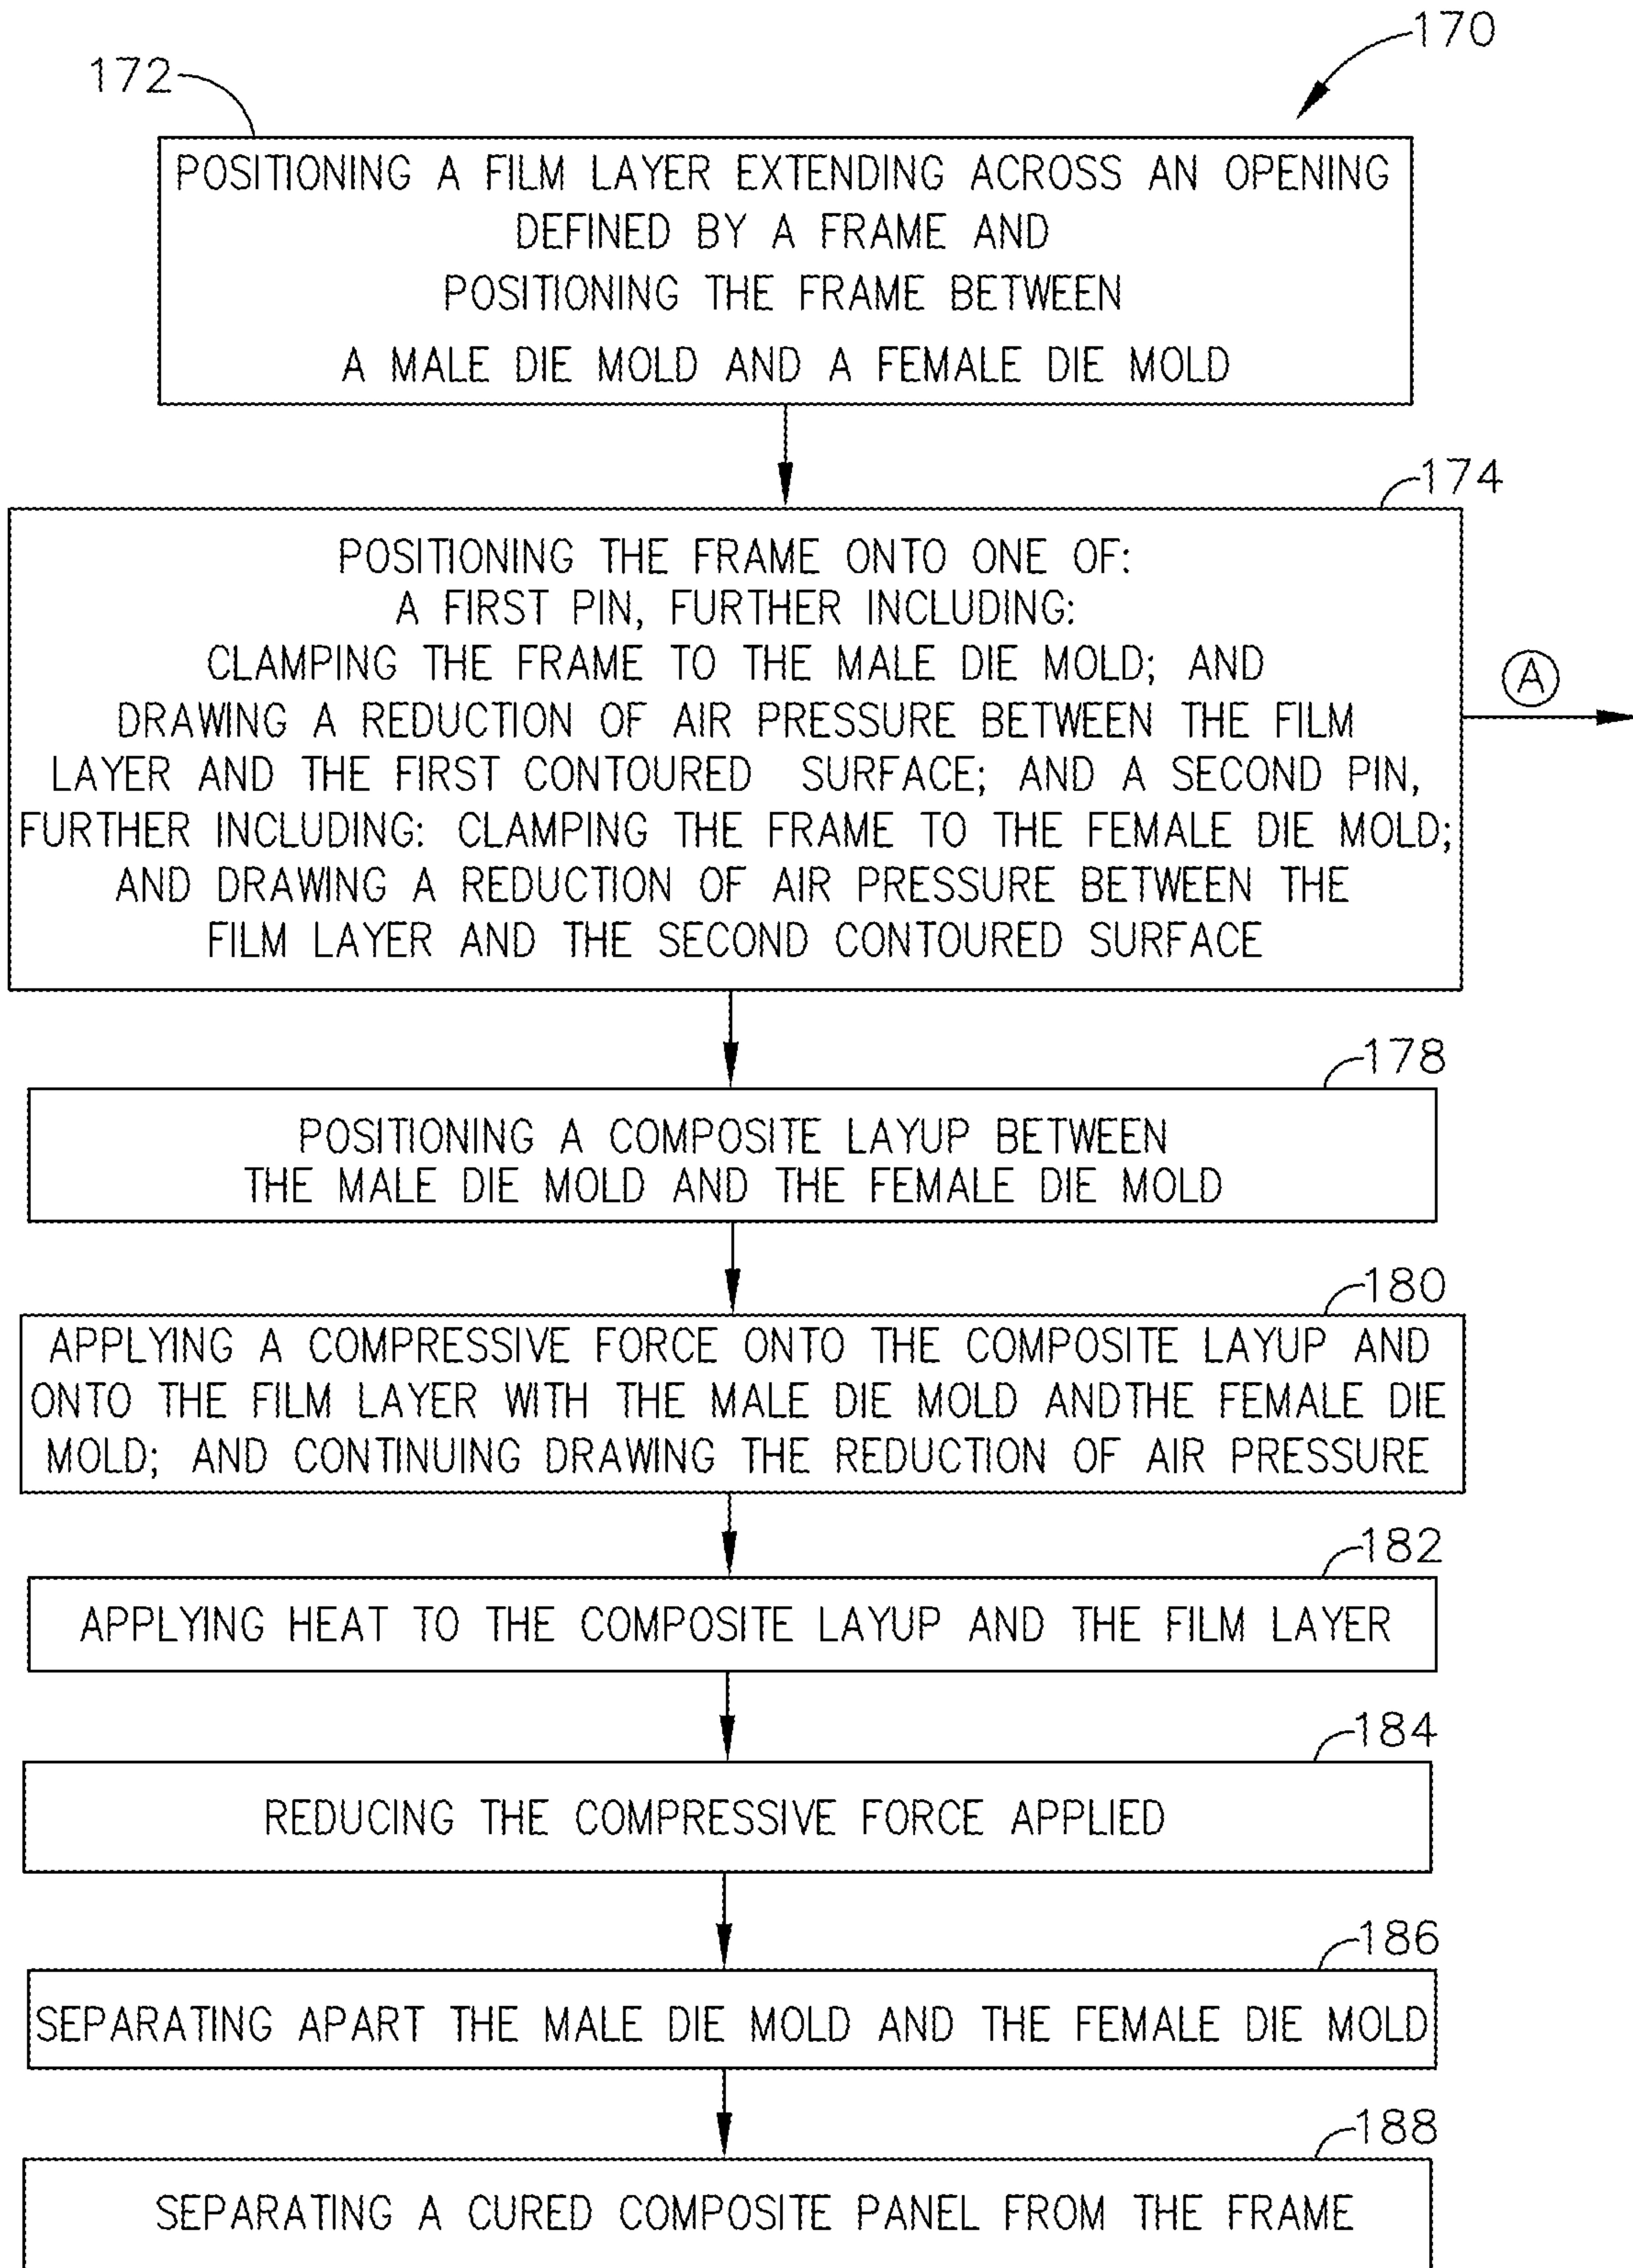 170
172
POSITIONING A FILM LAYER EXTENDING ACROSS AN OPENING
DEFINED BY A FRAME AND
POSITIONING THE FRAME BETWEEN
A MALE DIE MOLD AND A FEMALE DIE MOLD
174
POSITIONING THE FRAME ONTO ONE OF:
A FIRST PIN, FURTHER INCLUDING:
CLAMPING THE FRAME TO THE MALE DIE MOLD; AND
DRAWING A REDUCTION OF AIR PRESSURE BETWEEN THE FILM
LAYER AND THE FIRST CONTOURED SURFACE; AND A SECOND PIN,
FURTHER INCLUDING: CLAMPING THE FRAME TO THE FEMALE DIE MOLD;
AND DRAWING A REDUCTION OF AIR PRESSURE BETWEEN THE
FILM LAYER AND THE SECOND CONTOURED SURFACE
A
178
POSITIONING A COMPOSITE LAYUP BETWEEN
THE MALE DIE MOLD AND THE FEMALE DIE MOLD
180
APPLYING A COMPRESSIVE FORCE ONTO THE COMPOSITE LAYUP AND
ONTO THE FILM LAYER WITH THE MALE DIE MOLD ANDTHE FEMALE DIE
MOLD; AND CONTINUING DRAWING THE REDUCTION OF AIR PRESSURE
182
APPLYING HEAT TO THE COMPOSITE LAYUP AND THE FILM LAYER
184
REDUCING THE COMPRESSIVE FORCE APPLIED
186
SEPARATING APART THE MALE DIE MOLD AND THE FEMALE DIE MOLD
188
SEPARATING A CURED COMPOSITE PANEL FROM THE FRAME